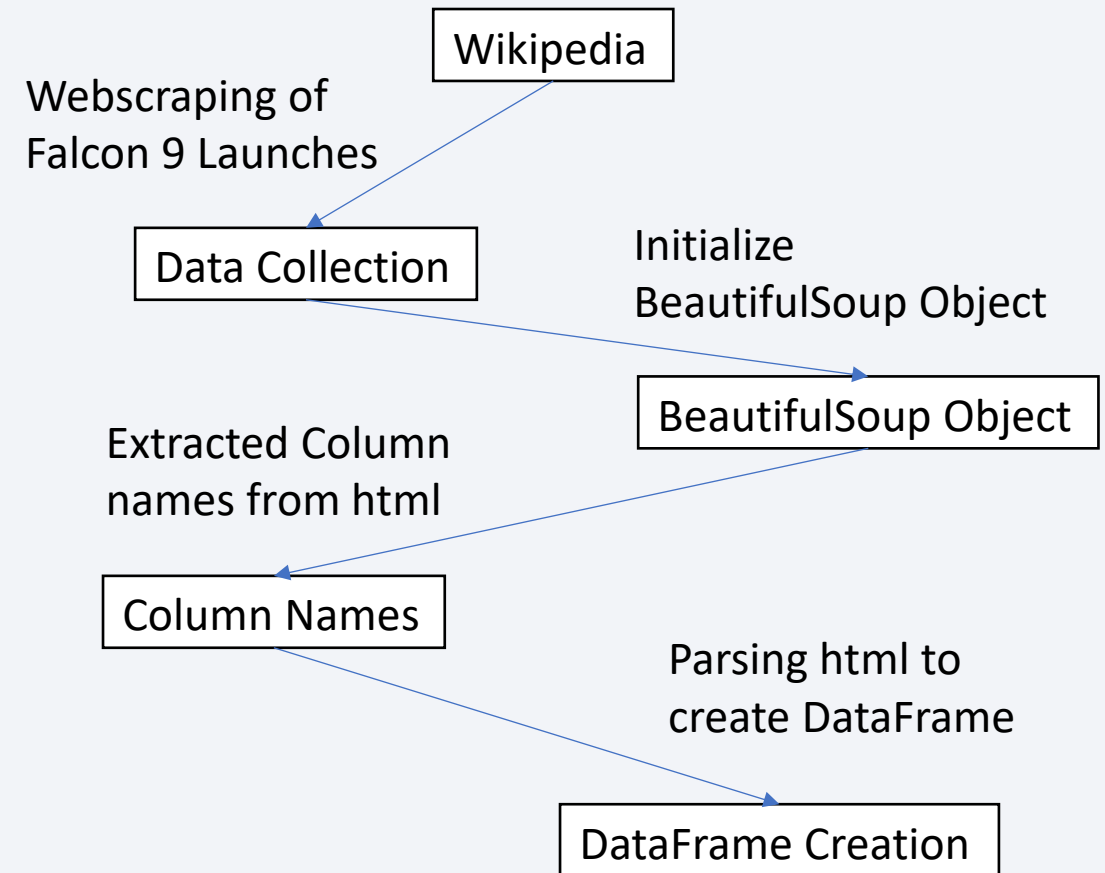 Wikipedia
Webscraping of
Falcon 9 Launches
Data Collection
Initialize
BeautifulSoup Object
BeautifulSoup Object
Extracted Column
names from html
Column Names
Parsing html to
create DataFrame
DataFrame Creation